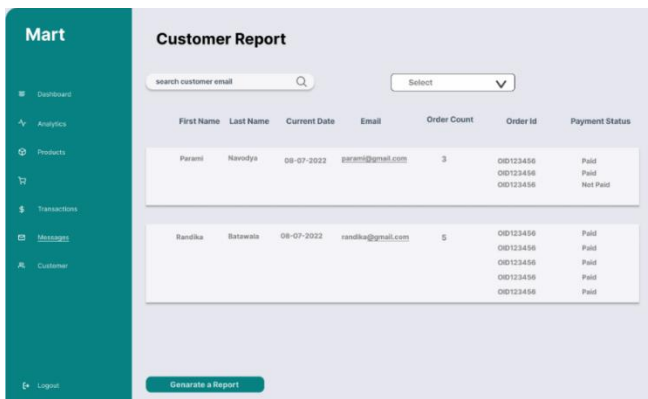 Mart
Dashboard
Analytics
Products
Transactions
Messages
Customer
Logout
Customer Report
search customer email
Select
First Name Last Name Current Date Email Order Count Order Id Payment Status
Parami Navodya 08-07-2022 parami@gmail.com 3 OID123456 Paid
OID123456 Paid
OID123456 Not Paid
Randika Batawala 08-07-2022 randika@gmail.com 5 OID123456 Paid
OID123456 Paid
OID123456 Paid
OID123456 Paid
OID123456 Paid
Genarate a Report